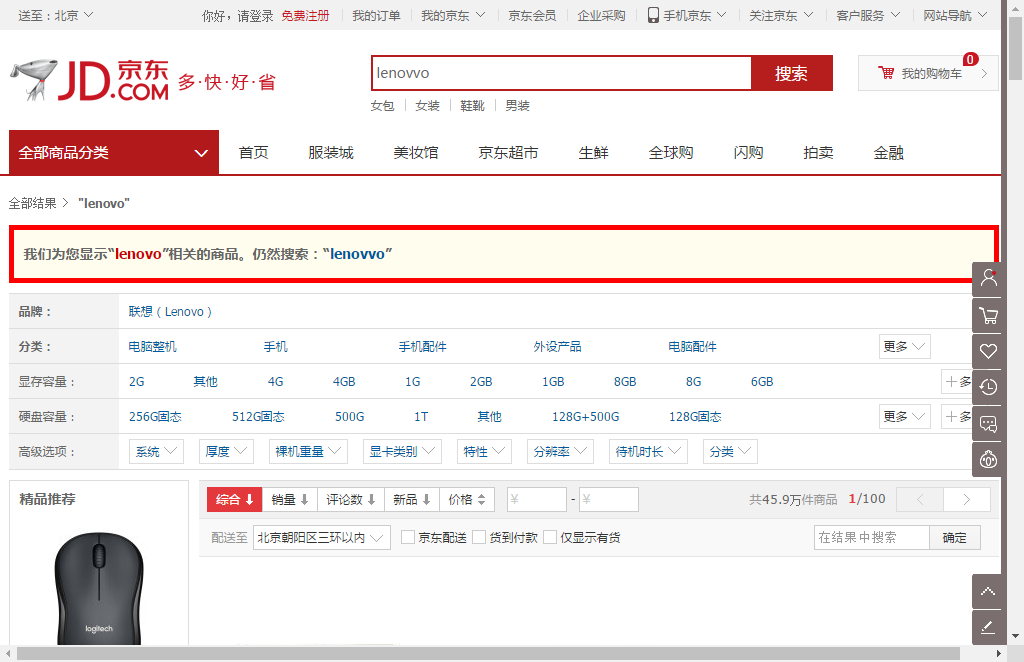 送至：北京
你好，请登录 免费注册 我的订单 我的京东 京东会员 企业采购 手机京东 关注京东 客户服务 网站导航
JD.COM 京东 多·快·好·省
lenovvo 搜索
0
我的购物车
女包 女装 鞋靴 男装
全部商品分类 首页 服装城 美妆馆 京东超市 生鲜 全球购 闪购 拍卖 金融
全部结果 > "lenovo"
我们为您显示“lenovo”相关的商品。仍然搜索：“lenovvo”
品牌： 联想（Lenovo）
分类： 电脑整机 手机 手机配件 外设产品 电脑配件 更多
显存容量： 2G 其他 4G 4GB 1G 2GB 1GB 8GB 8G 6GB 多
硬盘容量： 256G固态 512G固态 500G 1T 其他 128G+500G 128G固态 更多 多
高级选项： 系统 厚度 裸机重量 显卡类别 特性 分辨率 待机时长 分类
精品推荐
综合 销量 评论数 新品 价格 ¥ - ¥ 共45.9万件商品 1/100 < >
配送至 北京朝阳区三环以内 京东配送 货到付款 仅显示有货 在结果中搜索 确定
logitech